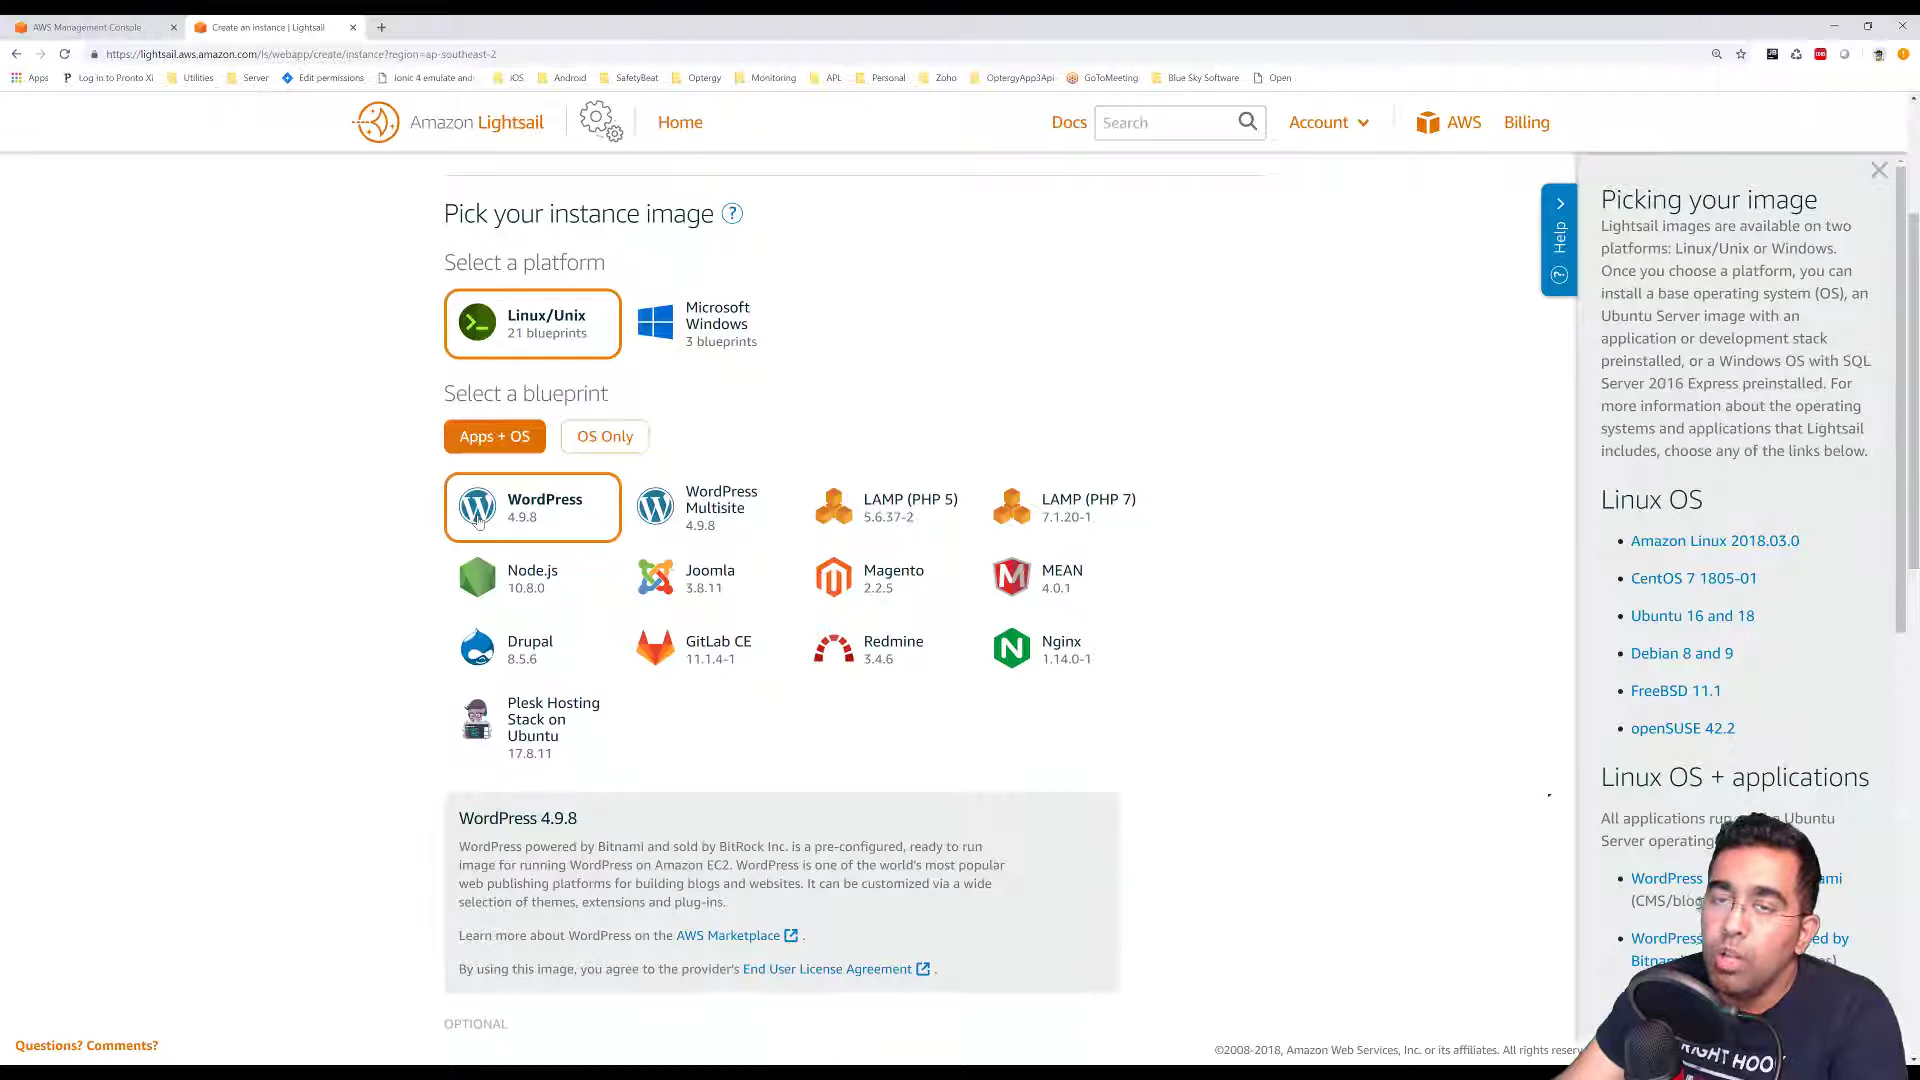 AWS Management Console
Create an instance | Lightsail
https://lightsail.aws.amazon.com/ls/webapp/create/instance?region=ap-southeast-2
Apps
Log in to Pronto Xi
Utilities
Server
Edit permissions
ionic 4 emulate and
iOS
Android
SafetyBeat
Optergy
Monitoring
APL
Personal
Zoho
OptergyApp3Api
GoToMeeting
Blue Sky Software
Open
Amazon Lightsail
Home
Docs
Search
Account
AWS
Billing
Pick your instance image ?
Select a platform
Linux/Unix
21 blueprints
Microsoft
Windows
3 blueprints
Select a blueprint
Apps + OS
OS Only
WordPress
4.9.8
WordPress
Multisite
4.9.8
LAMP (PHP 5)
5.6.37-2
LAMP (PHP 7)
7.1.20-1
Node.js
10.8.0
Joomla
3.8.11
Magento
2.2.5
MEAN
4.0.1
Drupal
8.5.6
GitLab CE
11.1.4-1
Redmine
3.4.6
Nginx
1.14.0-1
Plesk Hosting
Stack on
Ubuntu
17.8.11
WordPress 4.9.8
WordPress powered by Bitnami and sold by BitRock Inc. is a pre-configured, ready to run
image for running WordPress on Amazon EC2. WordPress is one of the world's most popular
web publishing platforms for building blogs and websites. It can be customized via a wide
selection of themes, extensions and plug-ins.
Learn more about WordPress on the AWS Marketplace .
By using this image, you agree to the provider's End User License Agreement .
OPTIONAL
Questions? Comments?
©2008-2018, Amazon Web Services, Inc. or its affiliates. All rights reserv
Help
?
Picking your image
Lightsail images are available on two
platforms: Linux/Unix or Windows.
Once you choose a platform, you can
install a base operating system (OS), an
Ubuntu Server image with an
application or development stack
preinstalled, or a Windows OS with SQL
Server 2016 Express preinstalled. For
more information about the operating
systems and applications that Lightsail
includes, choose any of the links below.
Linux OS
• Amazon Linux 2018.03.0
• CentOS 7 1805-01
• Ubuntu 16 and 18
• Debian 8 and 9
• FreeBSD 11.1
• openSUSE 42.2
Linux OS + applications
All applications run Ubuntu
Server operating
• WordPress ami
(CMS/blog
• WordPress ed by
Bitnam
RIGHT HOO